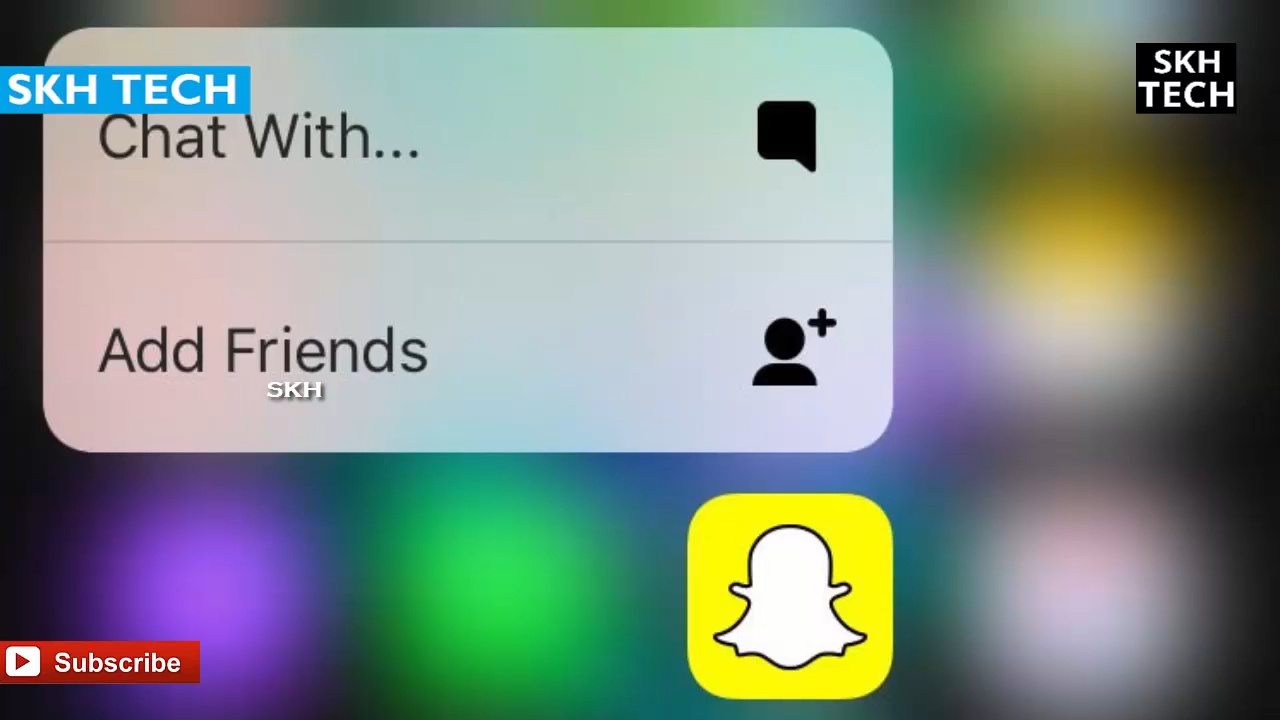 SKH TECH
SKH
TECH
Chat With...
Add Friends
SKH
Subscribe